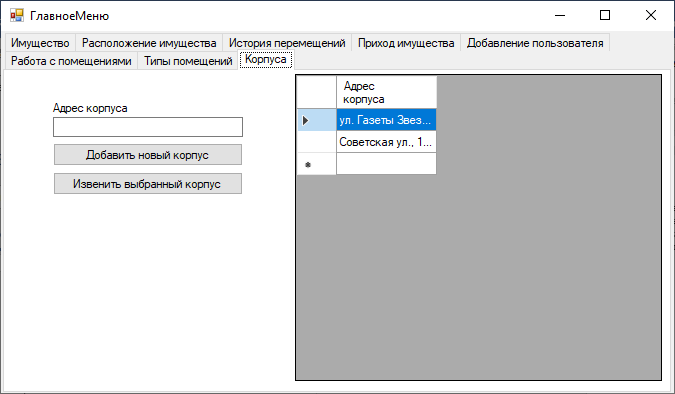 ГлавноеМеню
Имущество Расположение имущества История перемещений Приход имущества Добавление пользователя
Работа с помещениями Типы помещений Корпуса
Адрес корпуса
Добавить новый корпус
Извенить выбранный корпус
Адрес
корпуса
ул. Газеты Звез...
Советская ул., 1...